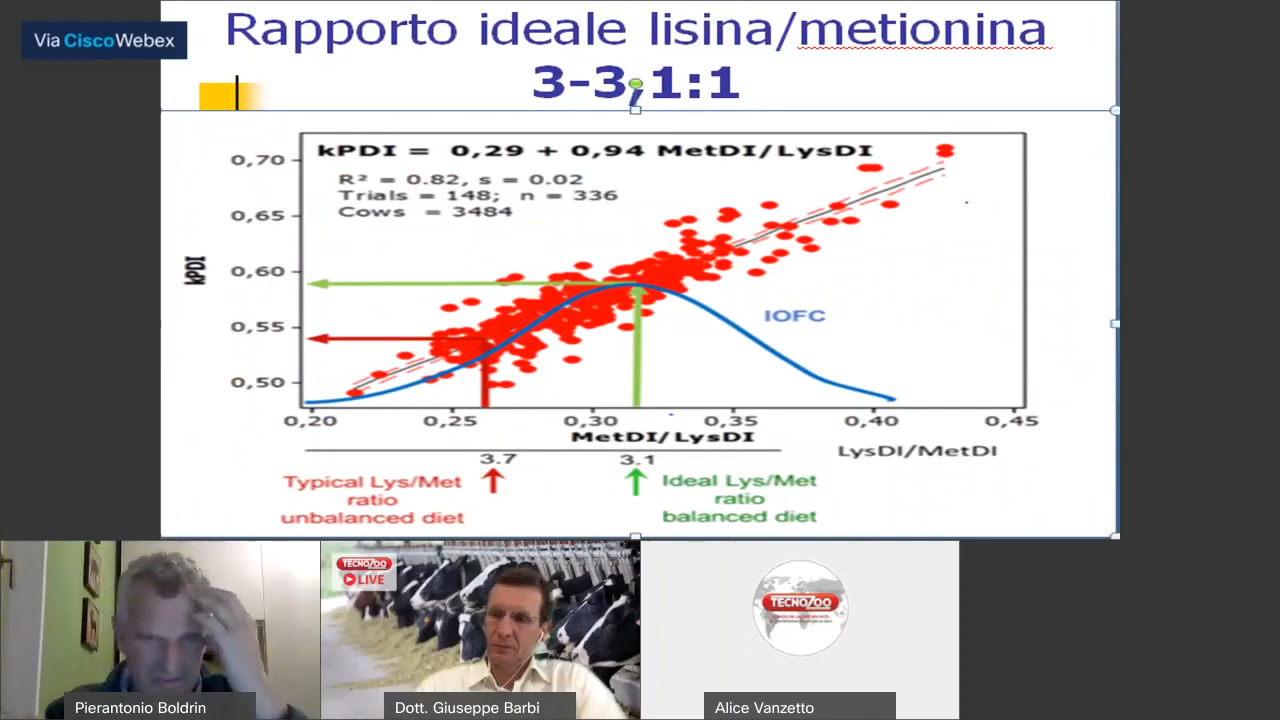 Via Cisco Webex
Rapporto ideale lisina/metionina
3-3,1:1
kPDI = 0,29 + 0,94 MetDI/LysDI
R² = 0.82, s = 0.02
Trials = 148; n = 336
Cows = 3484
0,70
0,65
0,60
0,55
0,50
kPDI
IOFC
0,20 0,25 0,30 0,35 0,40 0,45
MetDI/LysDI
LysDI/MetDI
3.7 3.1
Typical Lys/Met
ratio
unbalanced diet
Ideal Lys/Met
ratio
balanced diet
TECNOZOO
LIVE
TECNOZOO
Pierantonio Boldrin
Dott. Giuseppe Barbi
Alice Vanzetto